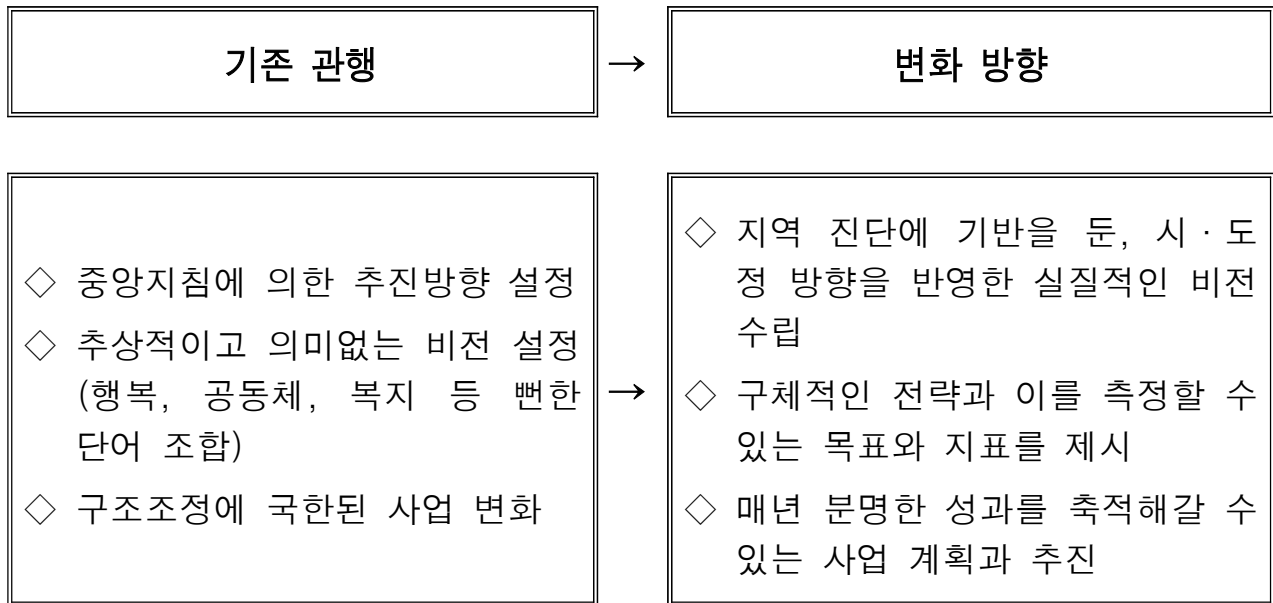 기존 관행
→
변화 방향
◇ 중앙지침에 의한 추진방향 설정
◇ 추상적이고 의미없는 비전 설정
(행복, 공동체, 복지 등 뻔한
단어 조합)
◇ 구조조정에 국한된 사업 변화
→
◇ 지역 진단에 기반을 둔, 시·도
정 방향을 반영한 실질적인 비전
수립
◇ 구체적인 전략과 이를 측정할 수
있는 목표와 지표를 제시
◇ 매년 분명한 성과를 축적해갈 수
있는 사업 계획과 추진